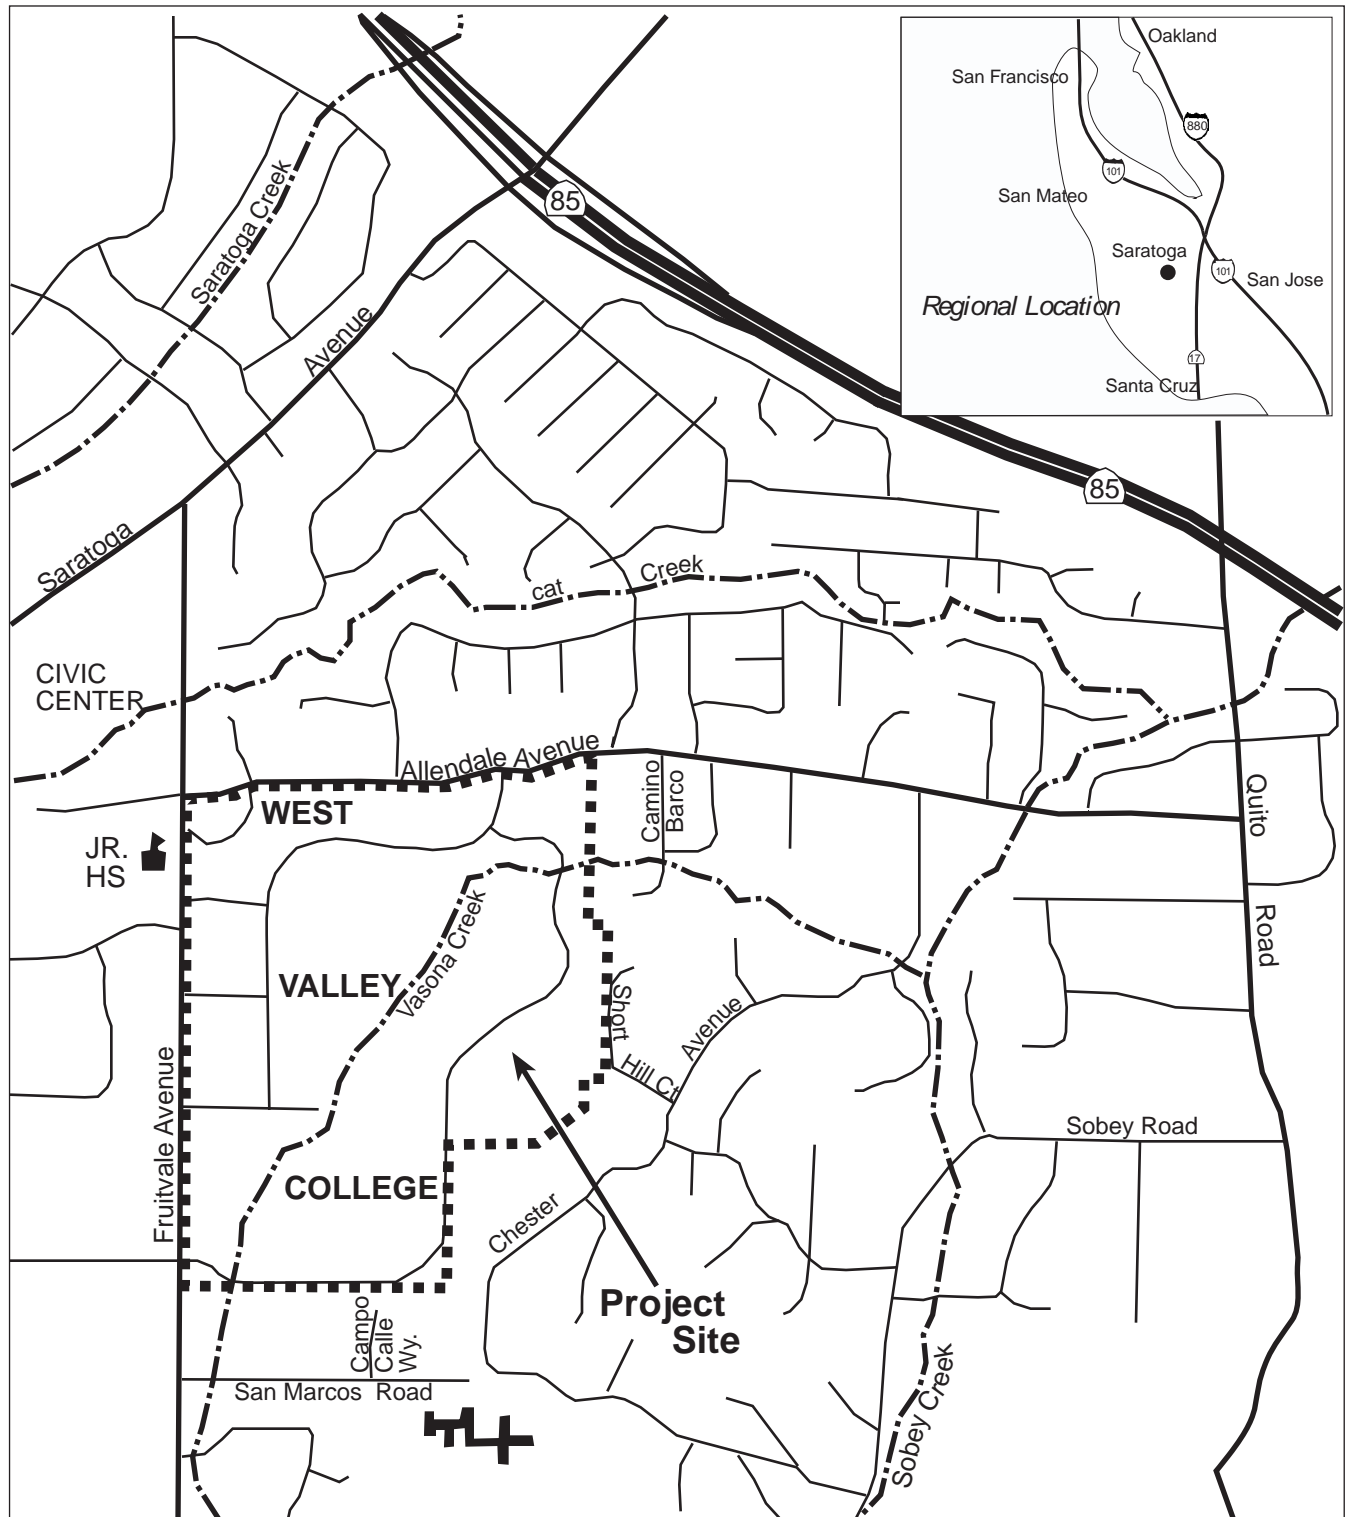 Oakland
San Francisco
880
101
San Mateo
Saratoga
101
San Jose
Regional Location
17
Santa Cruz
85
Saratoga Creek
Avenue
85
Saratoga
cat
Creek
CIVIC
CENTER
Allendale Avenue
WEST
Camino
Barco
Quito
JR.
HS
Vasona Creek
Road
VALLEY
Short
Avenue
Hill Ct
Fruitvale Avenue
Sobey Road
COLLEGE
Chester
Project
Site
Campo
Calle
Wy.
San Marcos Road
Sobey Creek